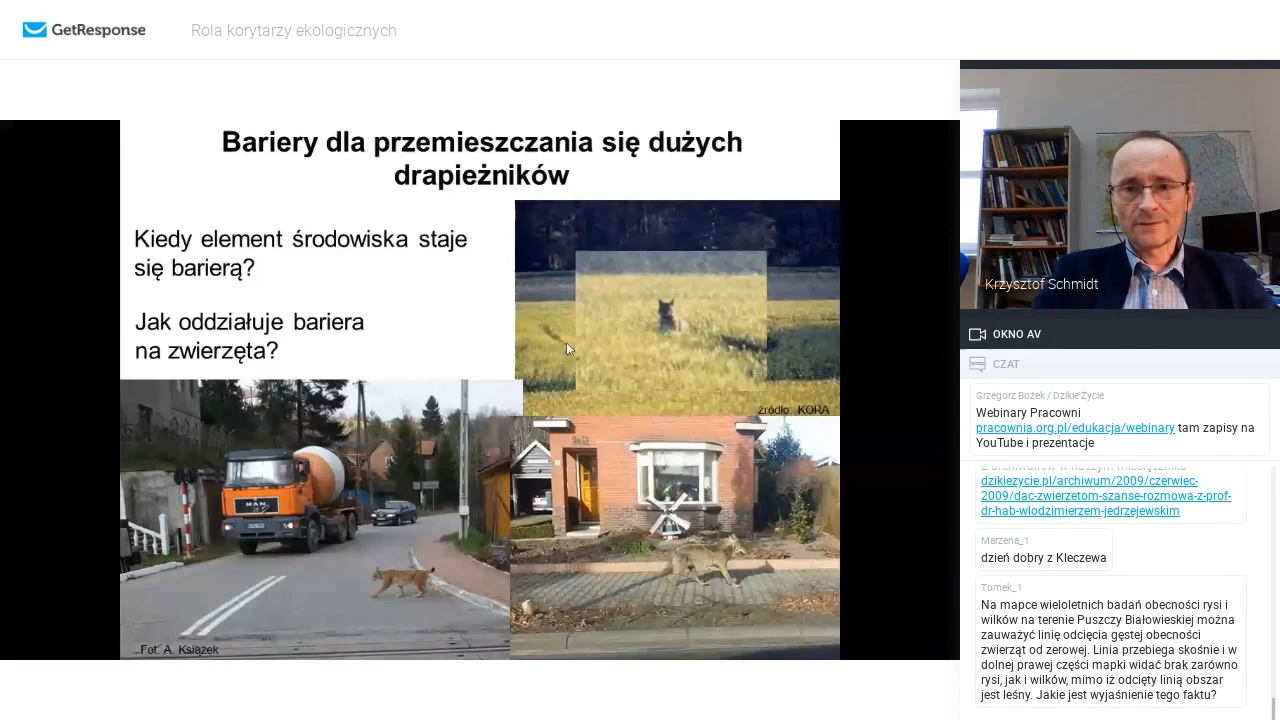 GetResponse
Rola korytarzy ekologicznych
Bariery dla przemieszczania się dużych
drapieżników
Kiedy element środowiska staje
się barierą?
Jak oddziałuje bariera
na zwierzęta?
źródło: KORA
MAN
Fot. A. Książek
Krzysztof Schmidt
OKNO AV
CZAT
Grzegorz Bożek / Dzikie Życie
Webinary Pracowni
pracownia.org.pl/edukacja/webinary tam zapisy na
YouTube i prezentacje
Z archiwaliów w naszym miesięczniku
dzikiezycie.pl/archiwum/2009/czerwiec-
2009/dac-zwierzetom-szanse-rozmowa-z-prof-
dr-hab-wlodzimierzem-jedrzejewskim
Marzena_1
dzień dobry z Kleczewa
Tomek_1
Na mapce wieloletnich badań obecności rysi i
wilków na terenie Puszczy Białowieskiej można
zauważyć linię odcięcia gęstej obecności
zwierząt od zerowej. Linia przebiega skośnie i w
dolnej prawej części mapki widać brak zarówno
rysi, jak i wilków, mimo iż odcięty linią obszar
jest leśny. Jakie jest wyjaśnienie tego faktu?